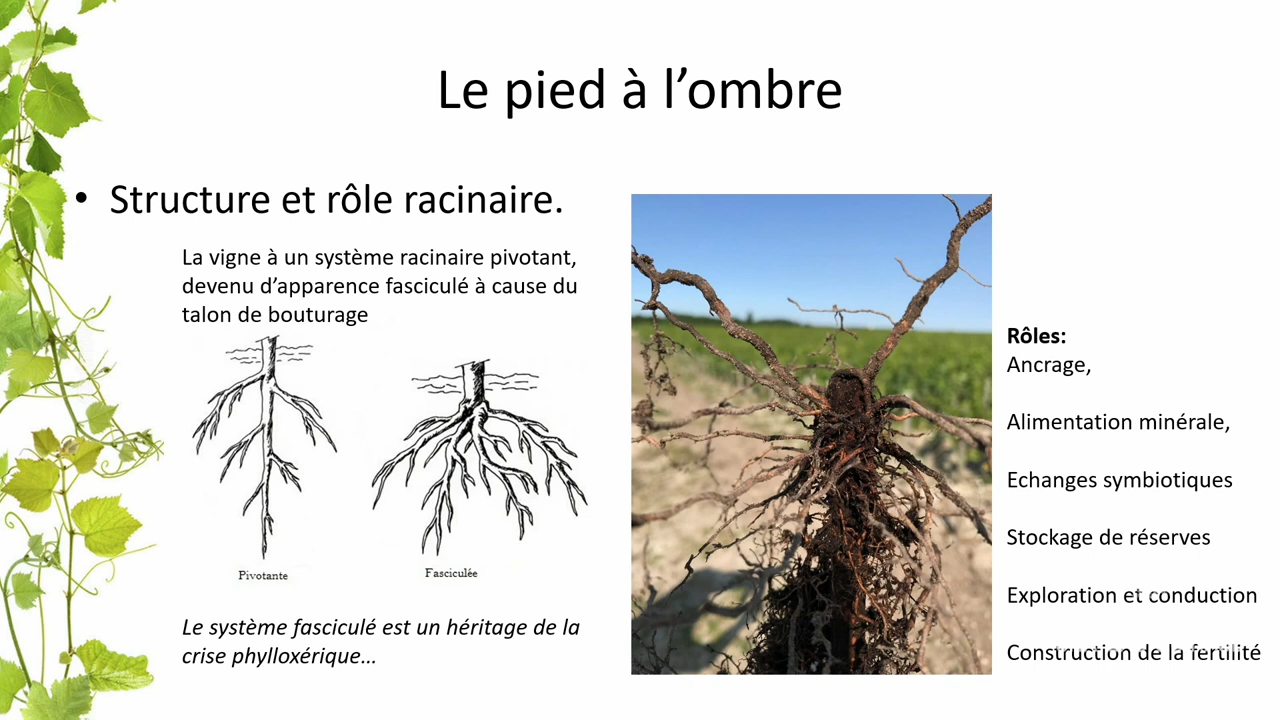 Le pied à l’ombre
• Structure et rôle racinaire.
La vigne à un système racinaire pivotant,
devenu d’apparence fasciculé à cause du
talon de bouturage
Pivotante
Fasciculée
Le système fasciculé est un héritage de la
crise phylloxérique…
Rôles:
Ancrage,
Alimentation minérale,
Echanges symbiotiques
Stockage de réserves
Exploration et conduction
Construction de la fertilité